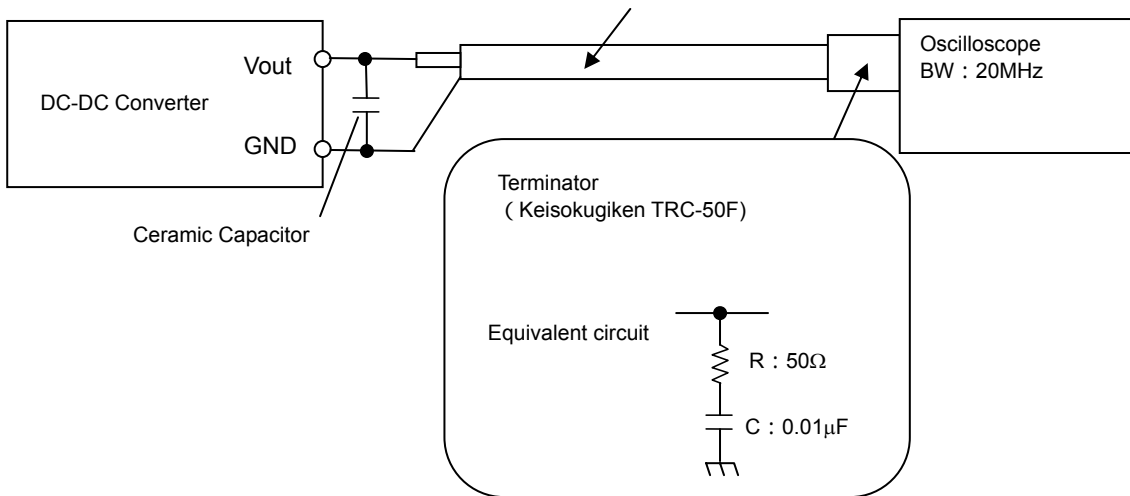 Vout
DC-DC Converter
GND
Ceramic Capacitor
Oscilloscope
BW：20MHz
Terminator
（Keisokugiken TRC-50F)
Equivalent circuit
R：50Ω
C：0.01μF